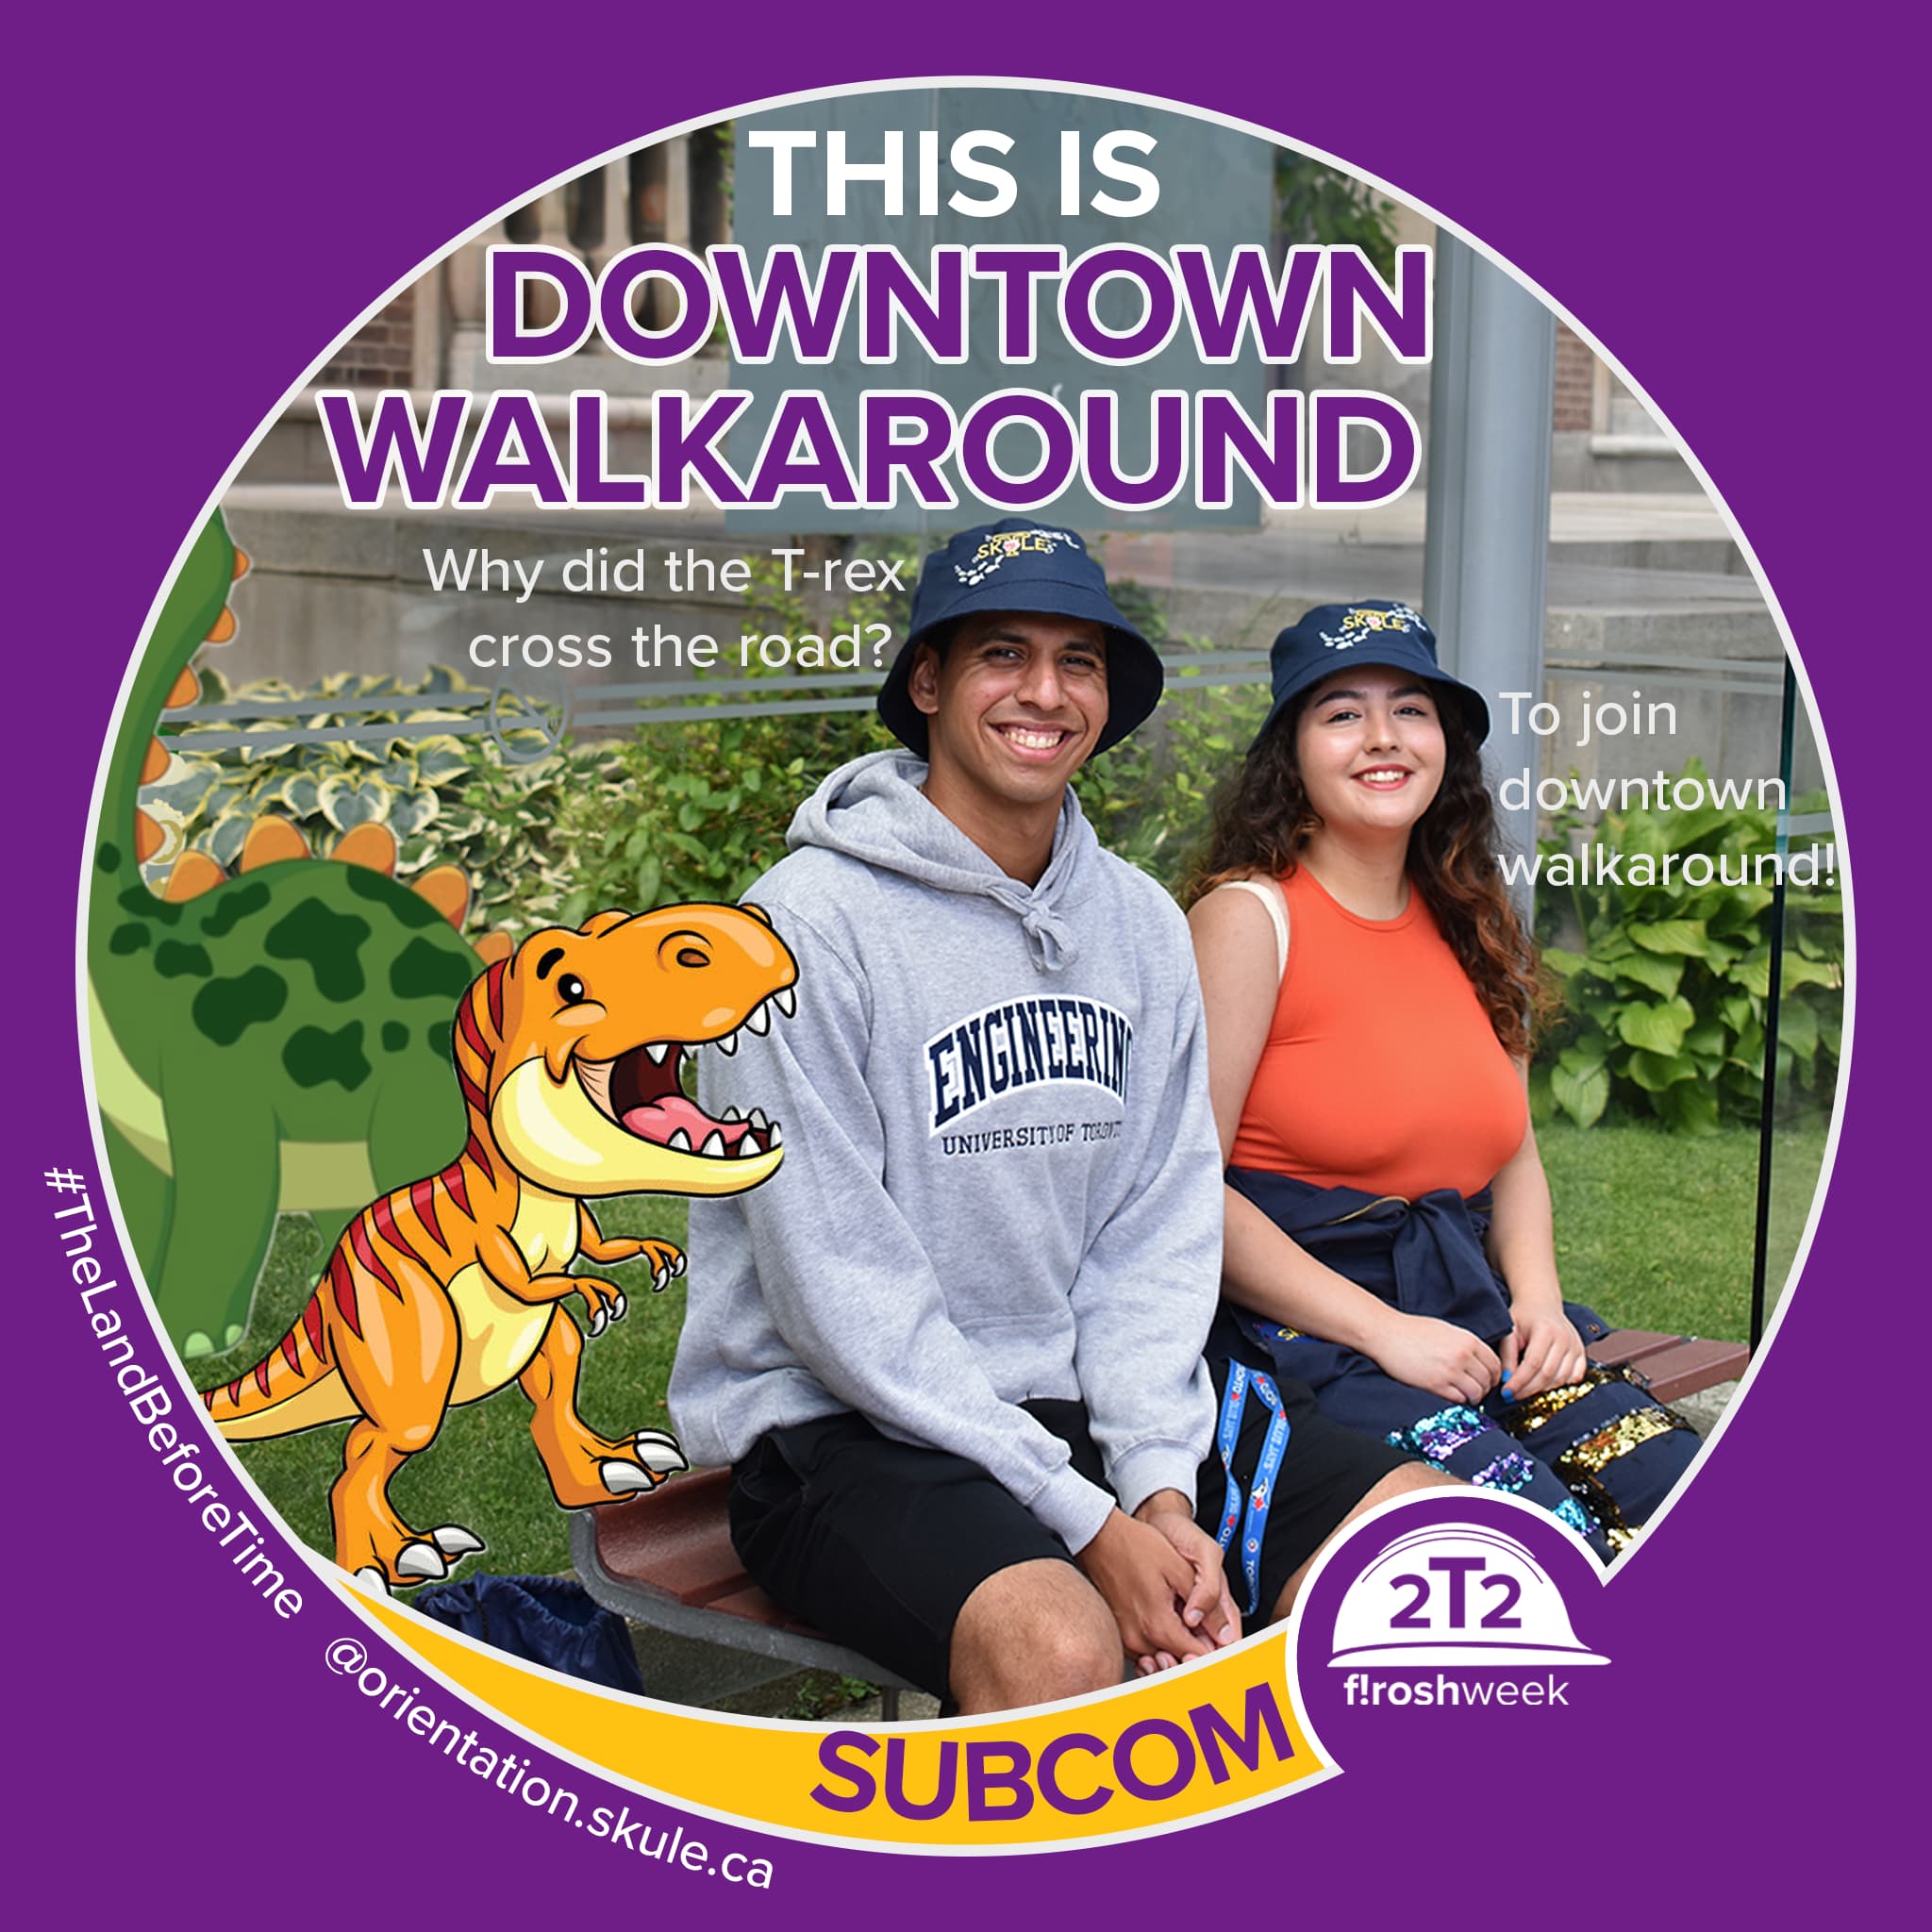 THIS IS
DOWNTOWN
WALKAROUND
Why did the T-rex
cross the road?
To join
downtown
walkaround!
SKULE
SKULE
ENGINEERING
UNIVERSITY OF TORONTO
#TheLandBeforeTime
@orientation.skule.ca
SUBCOM
2T2
f!roshweek